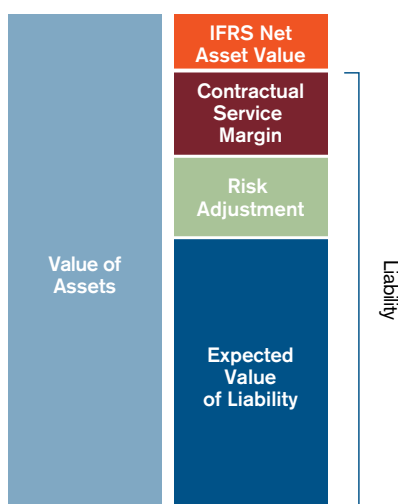 IFRS Net
Asset Value
Contractual
Service
Margin
Risk
Adjustment
Value of
Assets
Expected
Value
of Liability
Liability